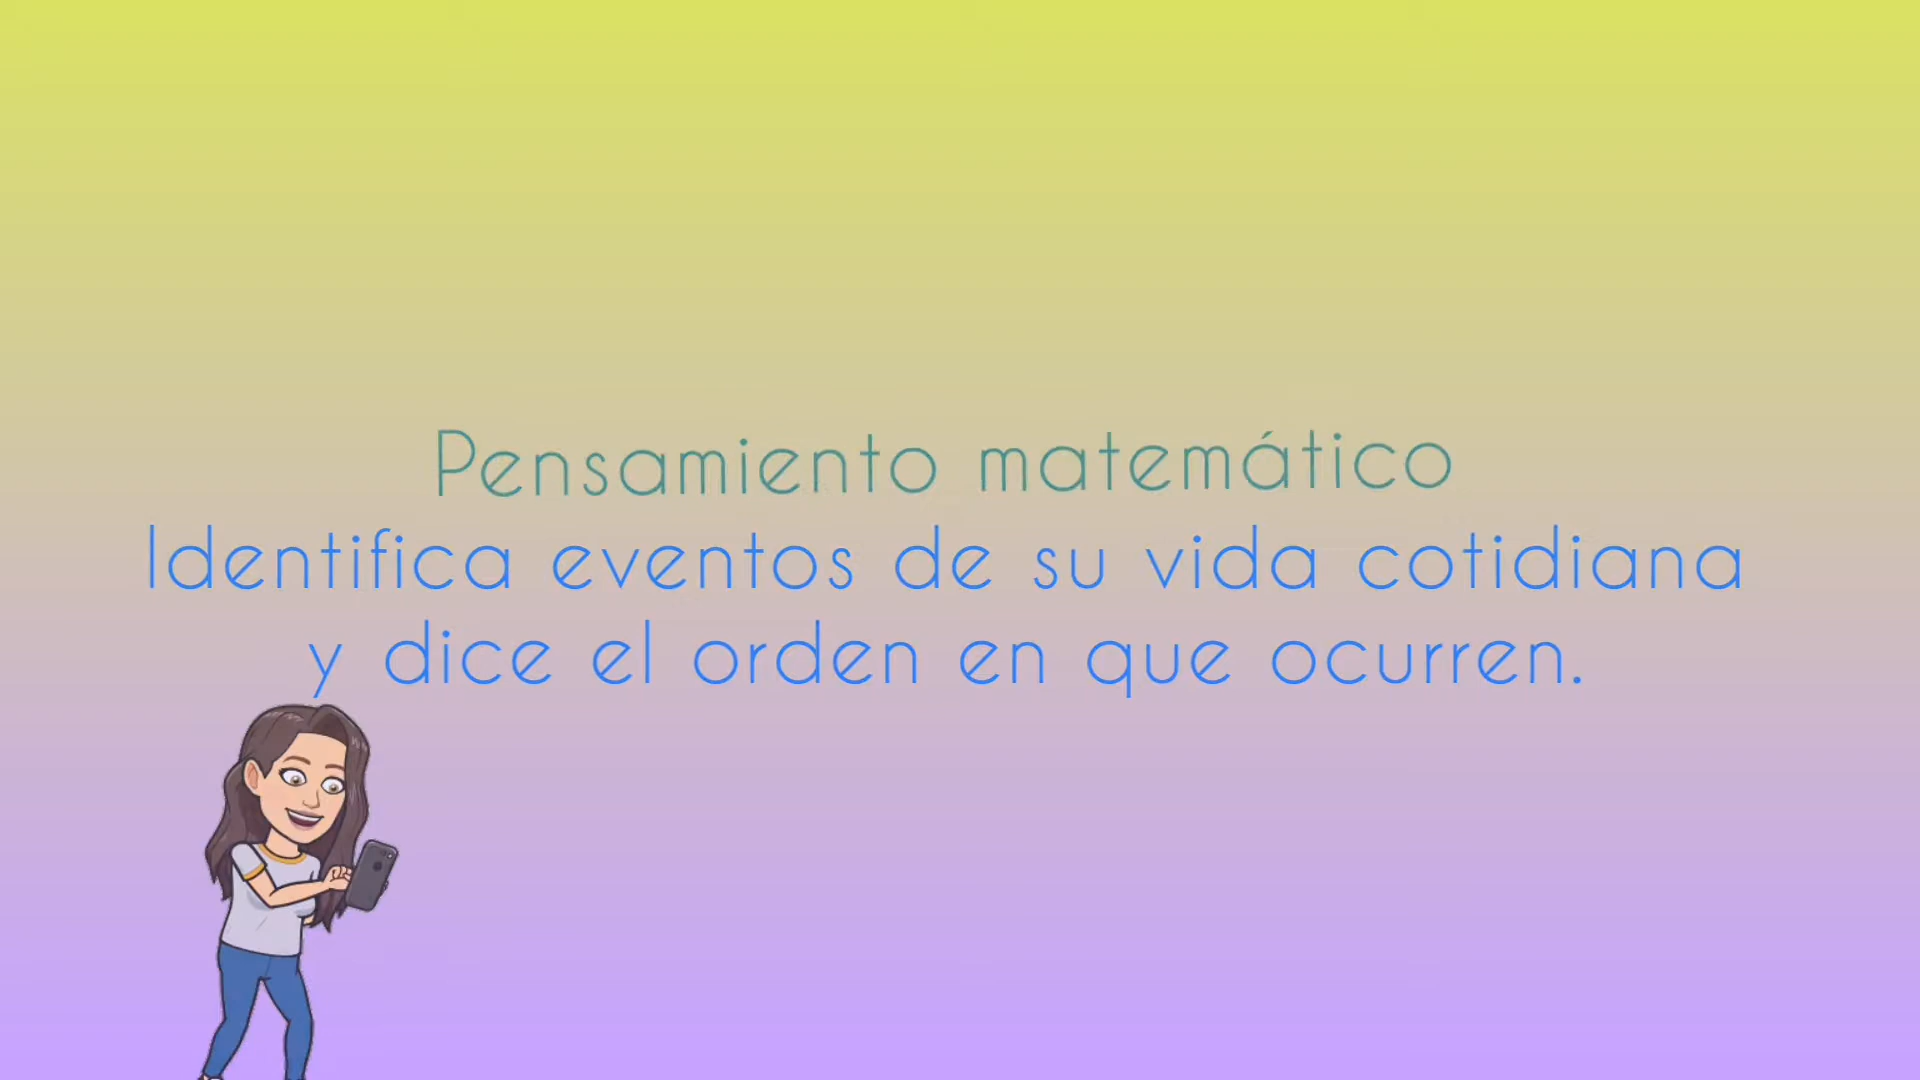 Pensamiento matemático
Identifica eventos de su vida cotidiana
y dice el orden en que ocurren.